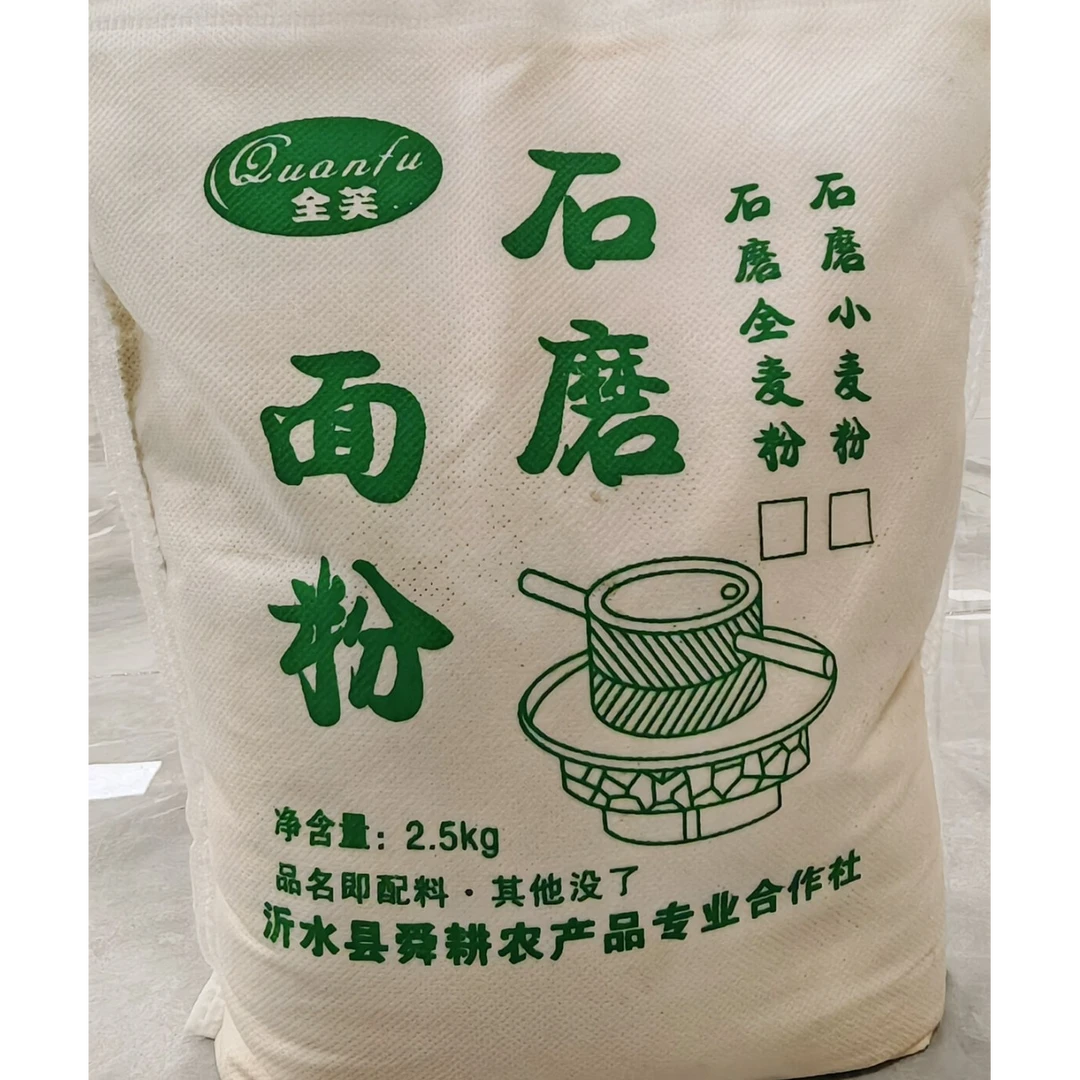 Quanfu
全芙
石磨
面粉
石磨小麦粉
石磨全麦粉
净含量：2.5kg
品名即配料·其他没了
沂水县舜耕农产品专业合作社